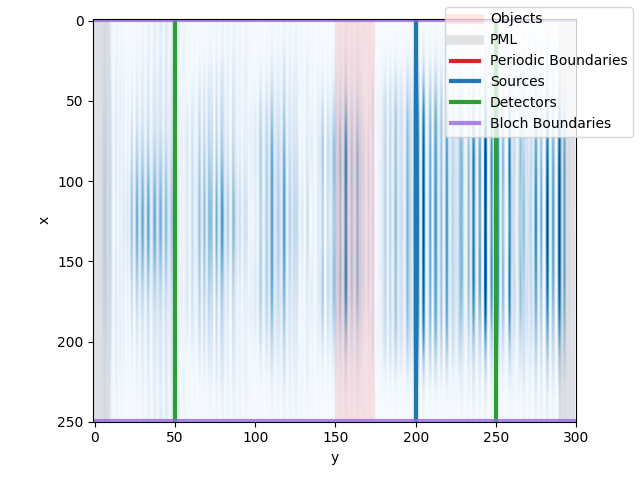 Objects
PML
Periodic Boundaries
Sources
Detectors
Bloch Boundaries
0
50
100
150
200
250
x
0
50
100
150
200
250
300
y